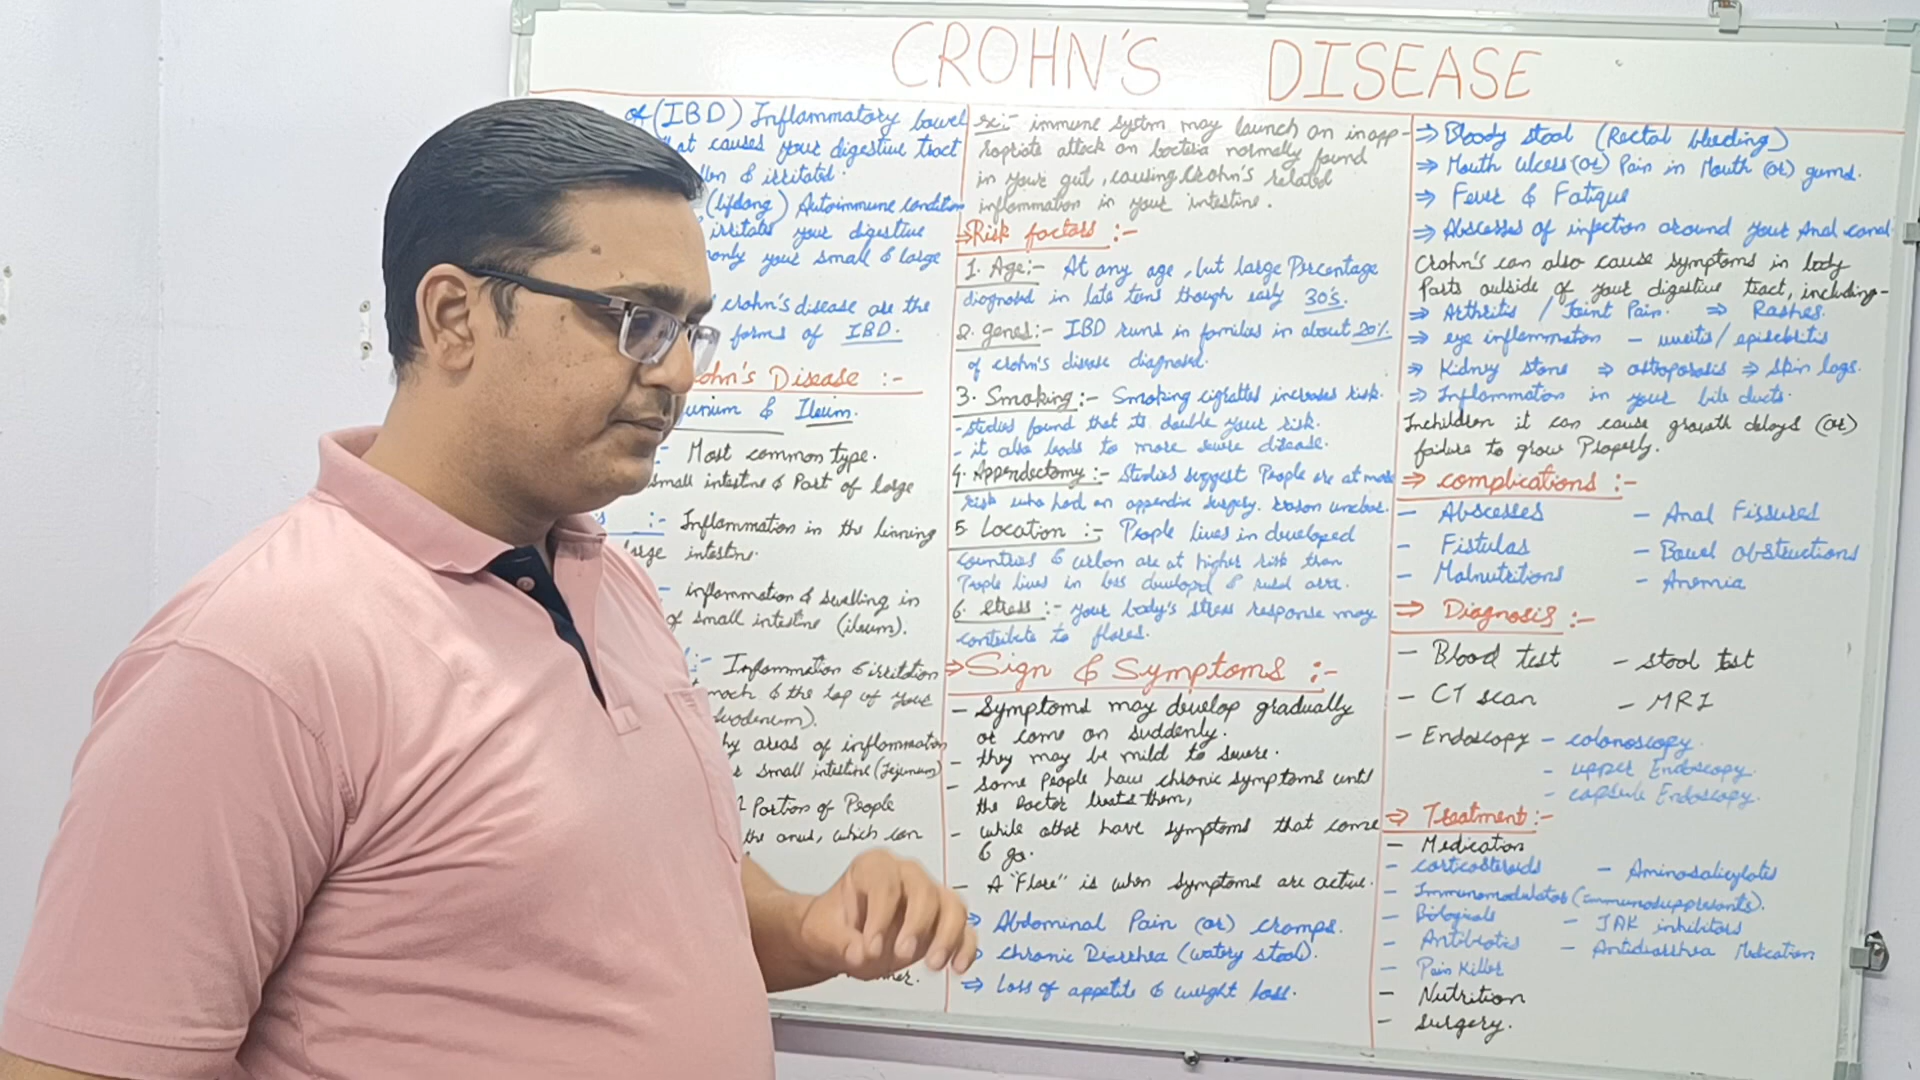 CROHN'S DISEASE
of (IBD) Inflammatory bowel
at causes your digestive tract
len & irritated.
(lifelong) Autoimmune condition
irritates your digestive
only your small & large
crohn's disease are the
forms of IBD.
ohn's Disease :-
& Ileum.
:- Most common type.
small intestine & Part of large
:- Inflammation in the linning
large intestine.
- inflammation & swelling in
of small intestine (ileum).
:- Inflammation & irritation
mach & the top of your
duodenum).
hy areas of inflammation
small intestine (Jejunum)
Portion of People
the anus, which can
ner.
ex:- immune system may launch an inapp-
ropriate attack on bacteria normally found
in your gut, causing Crohn's related
inflammation in your intestine.
⇒ Risk factors :-
1. Age:- At any age, but large Percentage
diagnosed in late teens though early 30's.
2. genes:- IBD runs in families in about 20%
of crohn's disease diagnosed.
3. Smoking :- Smoking cigrattes increases risk.
- studies found that its double your risk.
- it also leads to more severe disease.
4. Appendectomy :- Studies suggest People are at more
risk who had an appendix surgery. reason unclear.
5 Location :- People lives in developed
countries & urban are at higher risk than
People lives in less developed & rural area.
6. stress :- your body's stress response may
contribute to flares.
⇒ Sign & Symptoms :-
- Symptoms may develop gradually
or come on suddenly.
- they may be mild to severe.
- Some People have chronic symptoms until
the Doctor treats them,
- while other have symptoms that come
& go.
- A "Flare" is when symptoms are active.
⇒ Abdominal Pain (or) cramps.
⇒ chronic Diarrhea (watery stool).
⇒ Loss of appetite & weight loss.
⇒ Bloody stool (Rectal bleeding)
⇒ Mouth ulcers (or) Pain in Mouth (or) gums.
⇒ Fever & Fatigue
⇒ Abscesses of infection around your Anal canal
Crohn's can also cause symptoms in body
Parts outside of your digestive tract, including-
⇒ Arthritis / Joint Pain. ⇒ Rashes.
⇒ eye inflammation - uveitis/
⇒ Kidney stone ⇒ ⇒ Skin
⇒ Inflammation in your bile ducts.
Inchildren it can cause growth delays (or)
failure to grow Properly.
⇒ complications :-
- Abscesses - Anal Fissured
- Fistulas - Bowel obstructions
- Malnutritions - Anemia
⇒ Diagnosis :-
- Blood test - stool test
- CT scan - MRI
- Endoscopy - colonoscopy.
- upper Endoscopy.
- capsule Endoscopy.
⇒ Treatment :-
- Medication
- corticosteroids - Aminosalicylates
- Immunomodulator (immunosuppressants).
- Biologicals - JAK inhibitors
- Antibiotics - Antidiarrhea Medication
- Pain Killer
- Nutrition
- surgery.